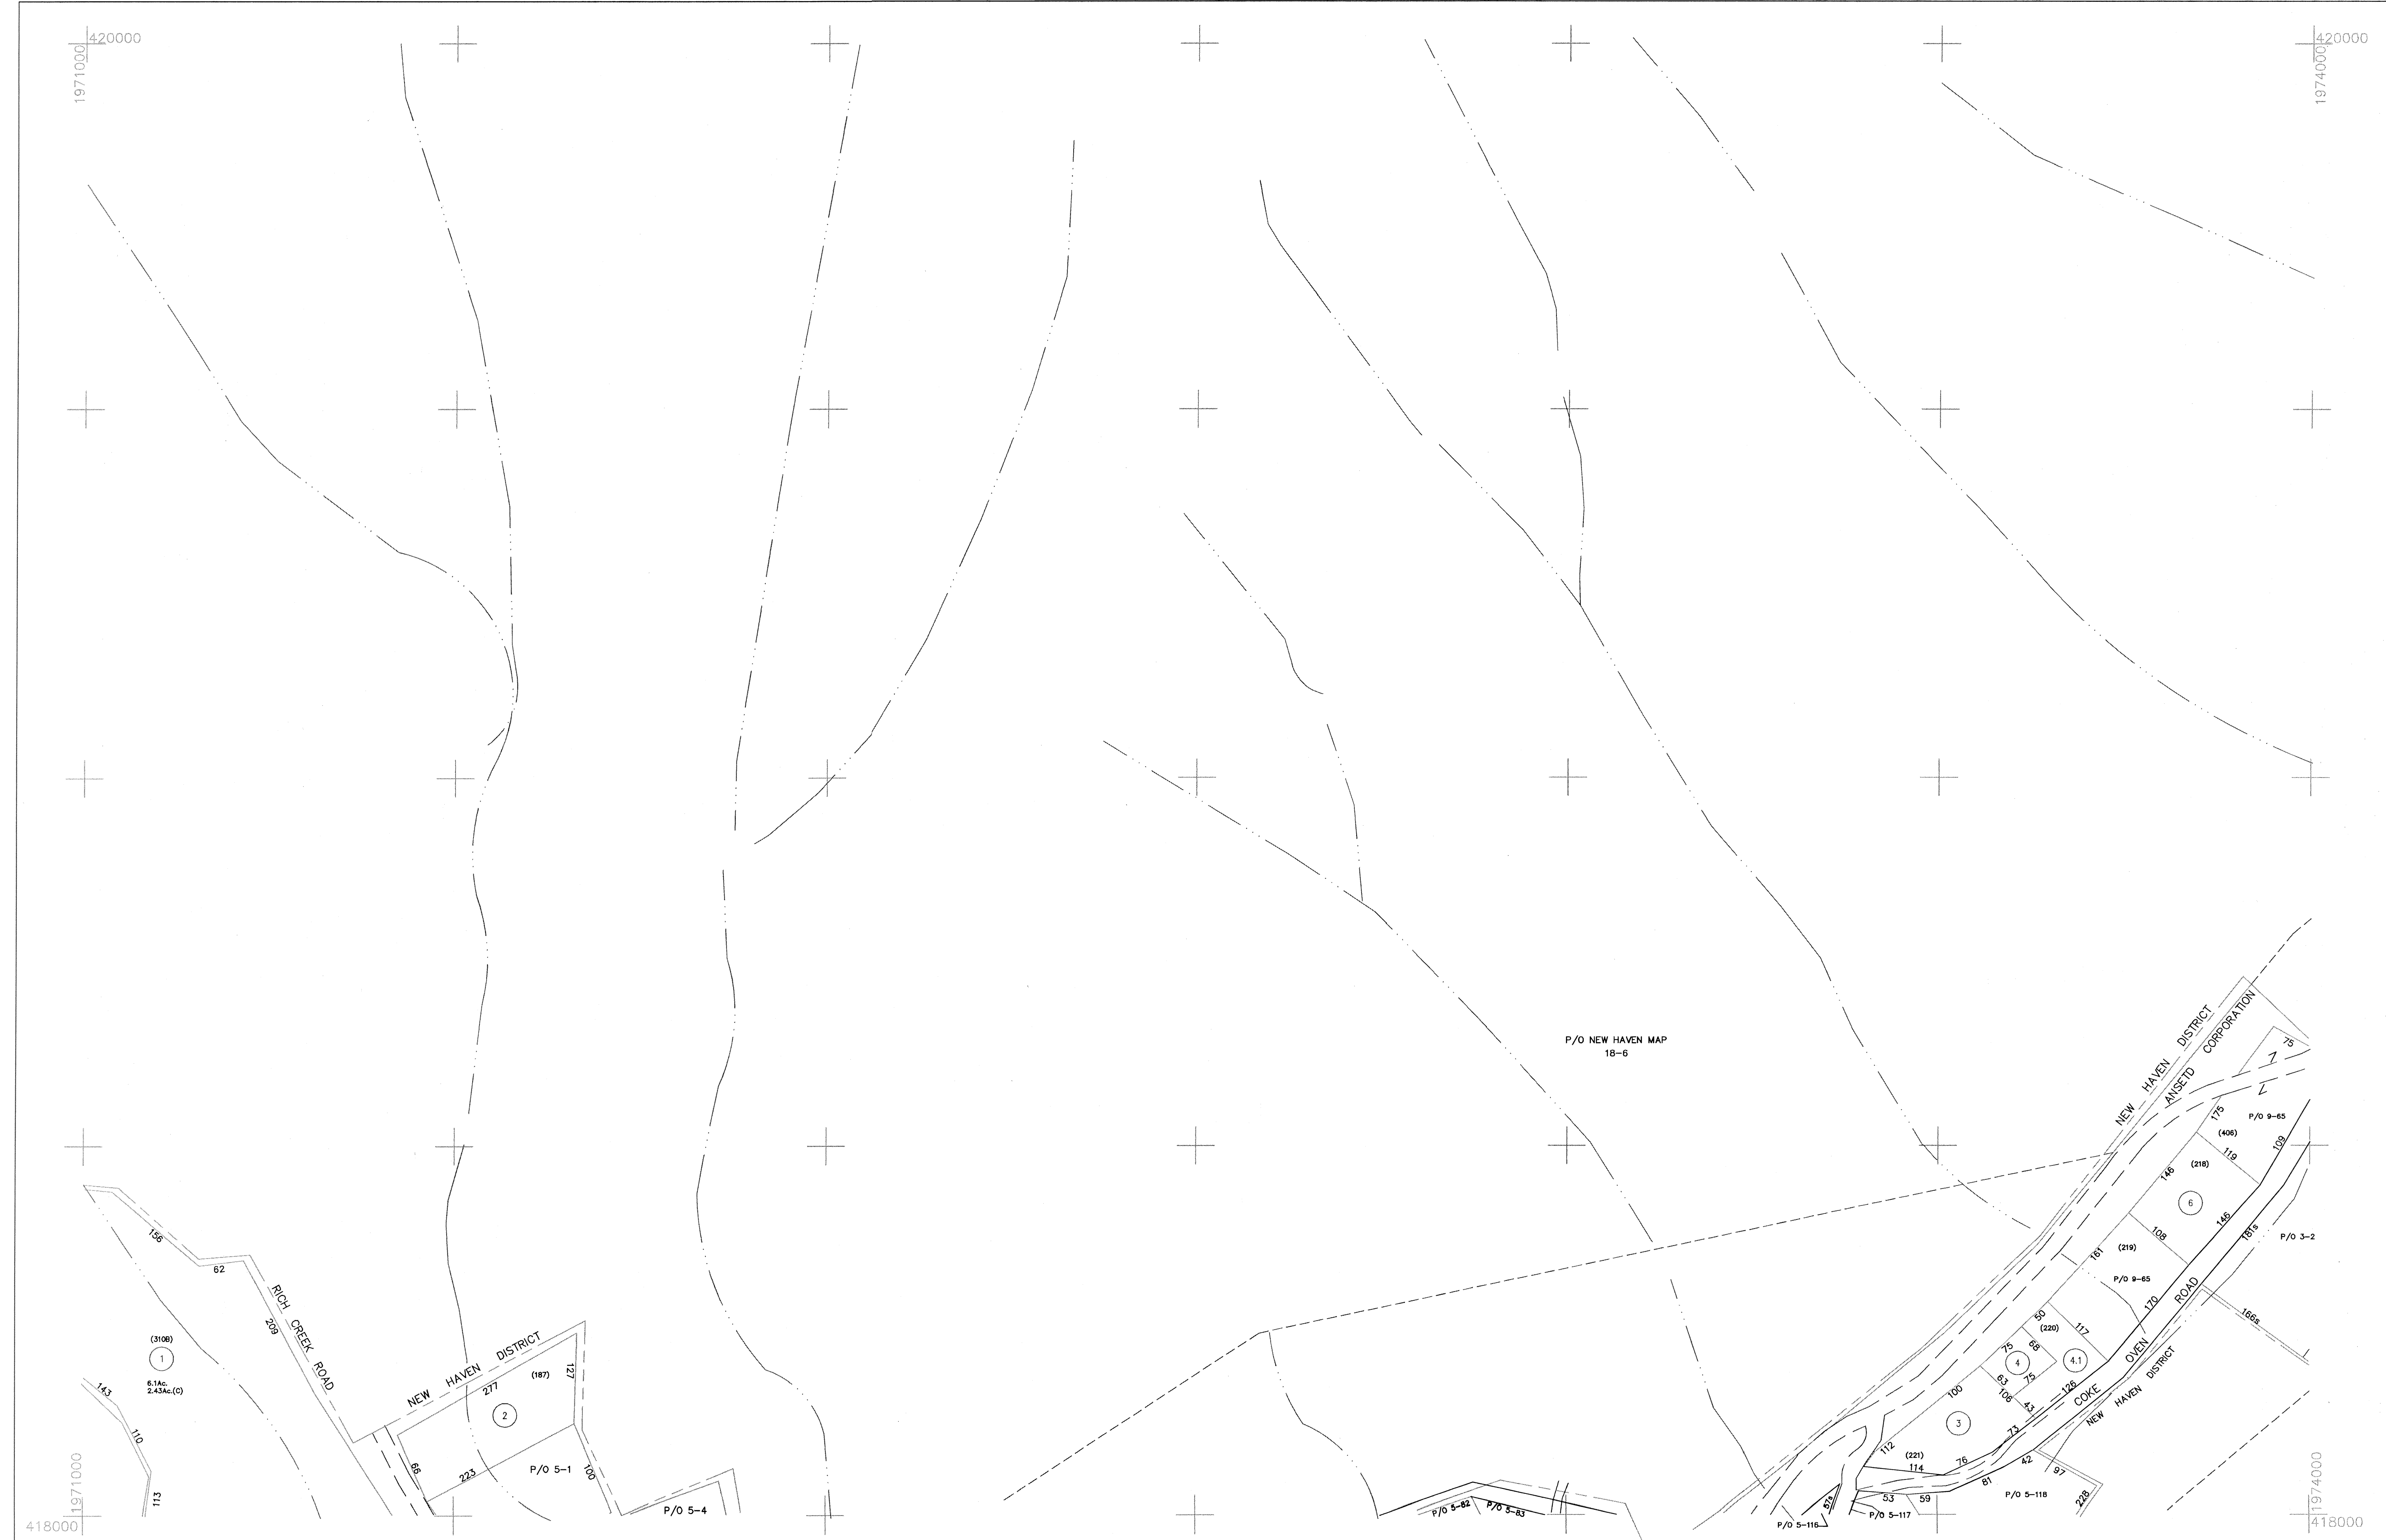 420000
1971000
420000
1974000
P/O NEW HAVEN MAP
18-6
NEW HAVEN DISTRICT
ANSETD CORPORATION
75
175
P/O 9-65
(406)
109
119
(218)
146
6
146
108
181s
P/O 3-2
161
(219)
P/O 9-65
170
ROAD
166s
50
(220)
117
75
68
4
4.1
OVEN
63
75
126
106
43
COKE
NEW HAVEN DISTRICT
100
3
73
112
(221)
114
76
42
81
97
53
59
P/O 5-118
228
57s
P/O 5-116
P/O 5-117
156
62
RICH CREEK ROAD
209
(310B)
1
6.1Ac.
2.43Ac.(C)
143
110
113
NEW HAVEN DISTRICT
277
(187)
127
2
66
223
P/O 5-1
100
P/O 5-4
P/O 5-82
P/O 5-83
1971000
418000
1974000
418000